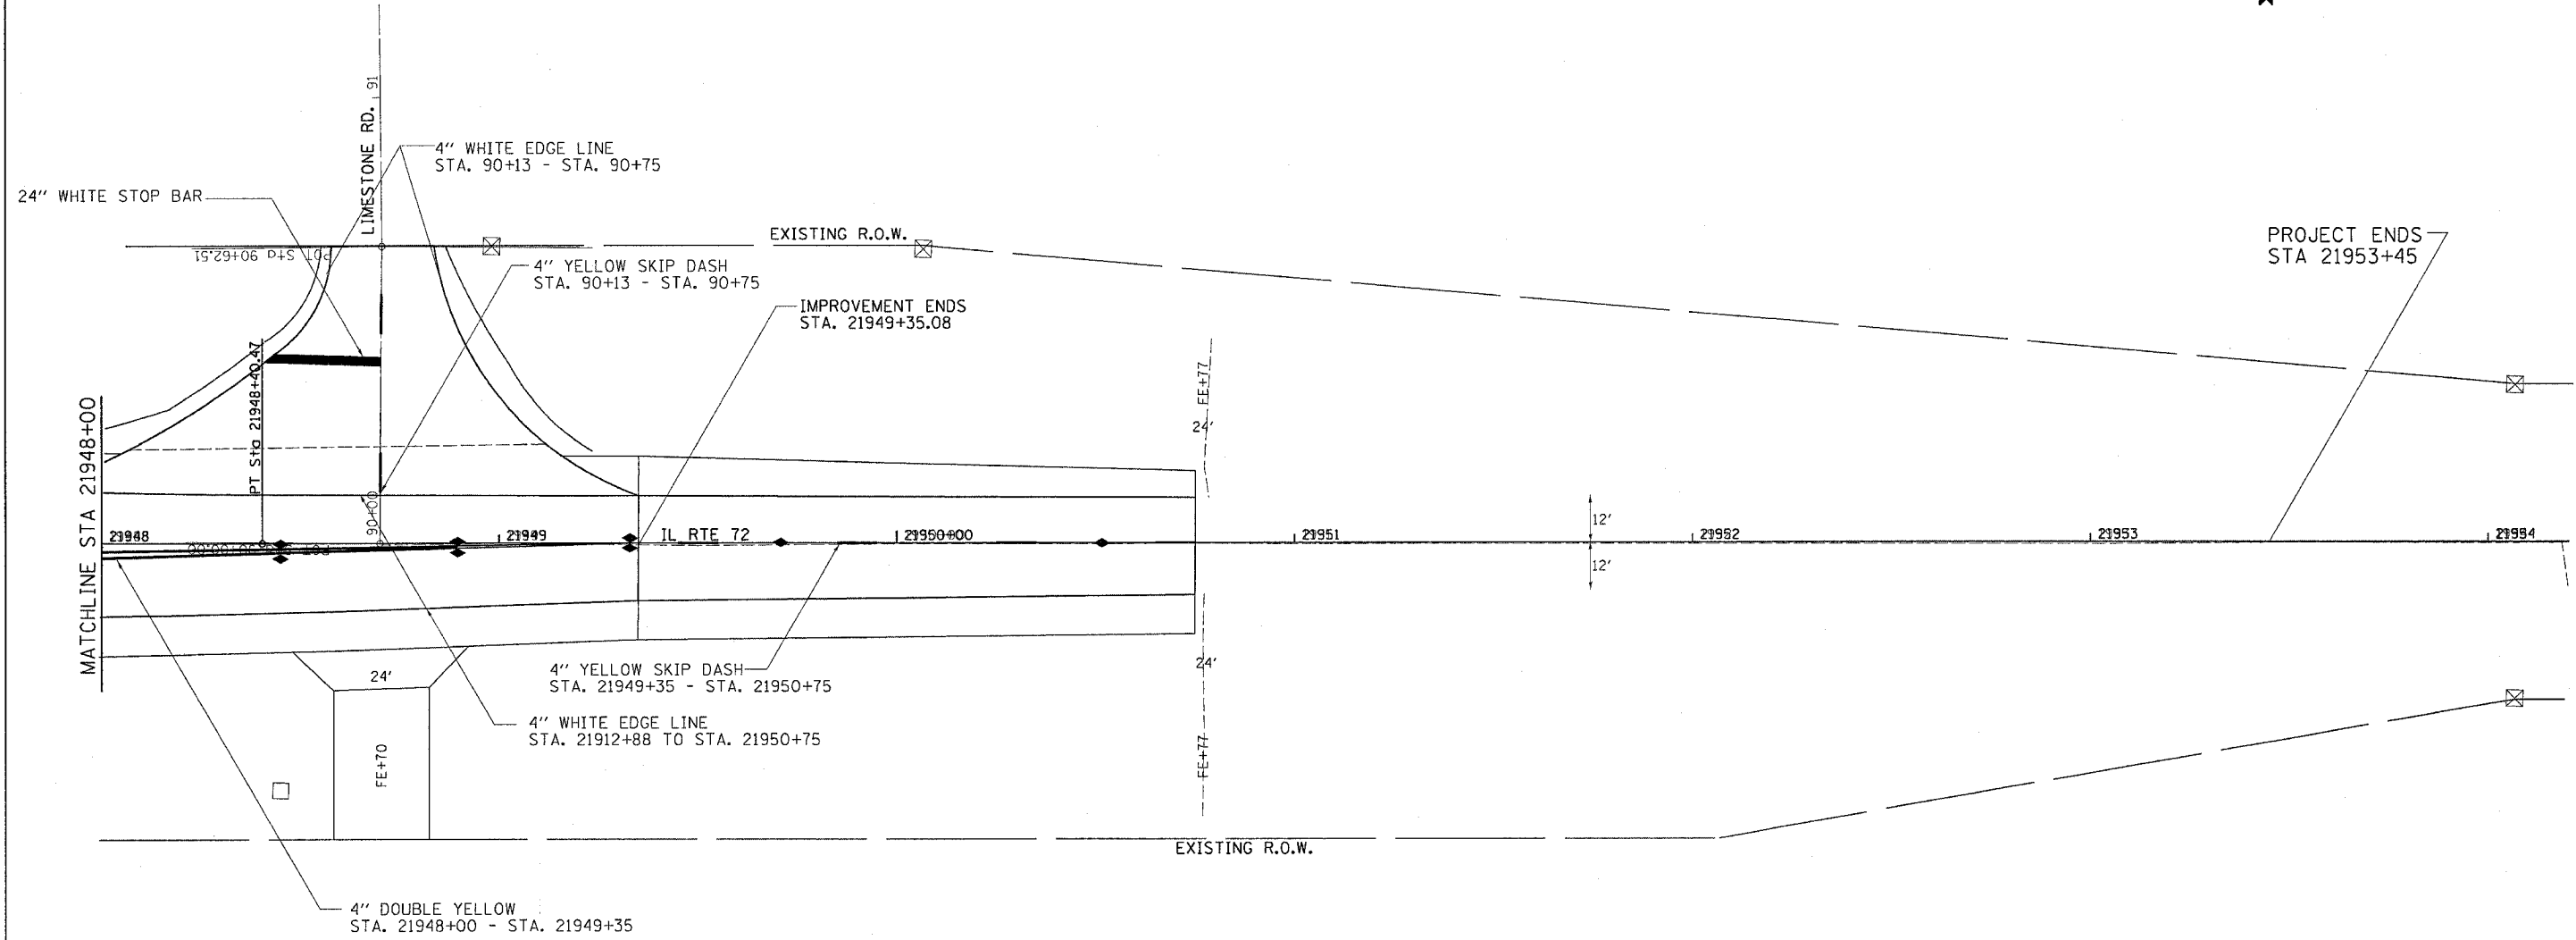 LIMESTONE RD.
91
4" WHITE EDGE LINE
STA. 90+13 - STA. 90+75
24" WHITE STOP BAR
EXISTING R.O.W.
POT Sta 90+62.51
4" YELLOW SKIP DASH
STA. 90+13 - STA. 90+75
PROJECT ENDS
STA 21953+45
IMPROVEMENT ENDS
STA. 21949+35.08
MATCHLINE STA 21948+00
PT Sta 21948+40.47
FE+77
24'
90+00
21948
21949
IL RTE 72
21950+00
21951
12'
12'
21952
21953
21954
24'
FE+77
24'
FE+70
4" YELLOW SKIP DASH
STA. 21949+35 - STA. 21950+75
4" WHITE EDGE LINE
STA. 21912+88 TO STA. 21950+75
EXISTING R.O.W.
4" DOUBLE YELLOW
STA. 21948+00 - STA. 21949+35